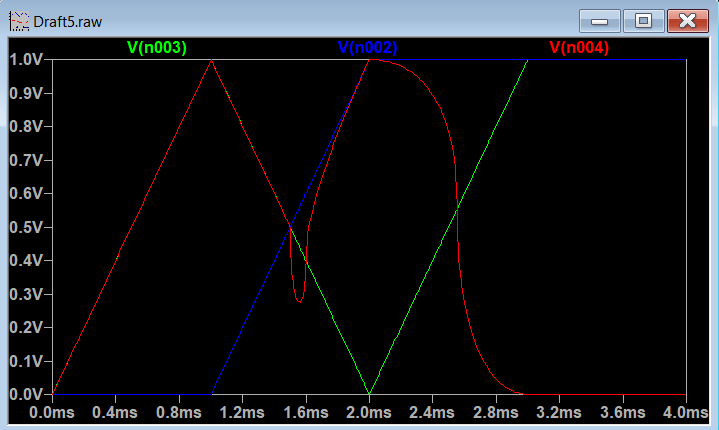 Draft5.raw
V(n003) V(n002) V(n004)
1.0V
0.9V
0.8V
0.7V
0.6V
0.5V
0.4V
0.3V
0.2V
0.1V
0.0V
0.0ms 0.4ms 0.8ms 1.2ms 1.6ms 2.0ms 2.4ms 2.8ms 3.2ms 3.6ms 4.0ms